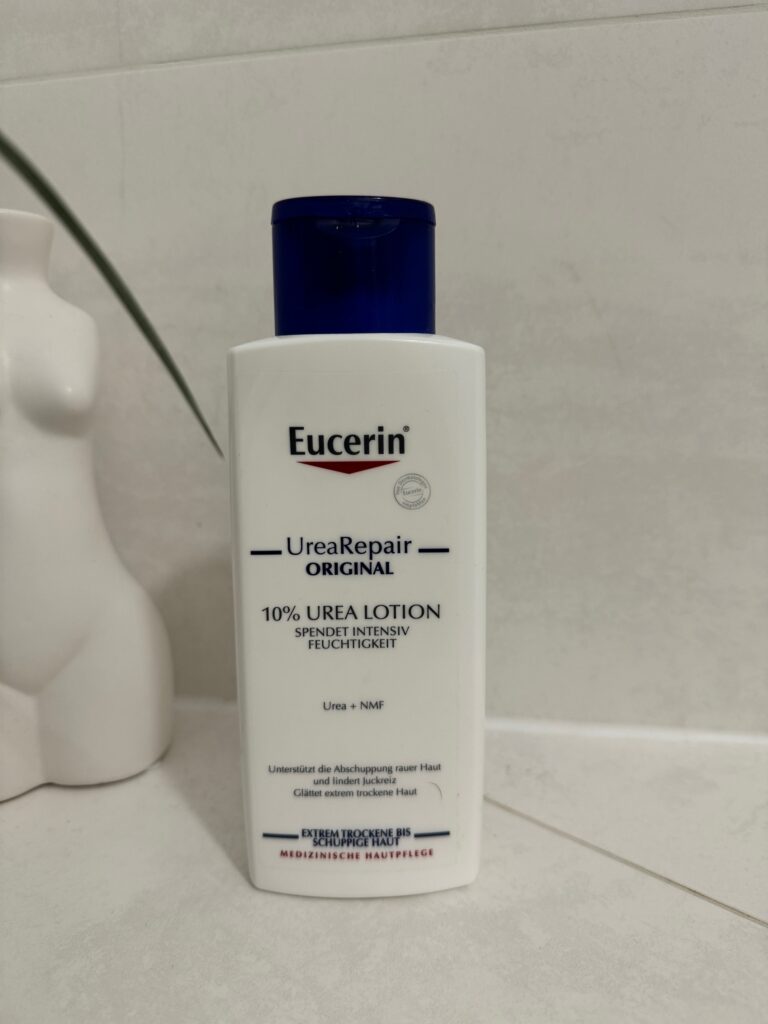 Eucerin®
Eucerin
UreaRepair
ORIGINAL
10% UREA LOTION
SPENDET INTENSIV
FEUCHTIGKEIT
Urea + NMF
Unterstützt die Abschuppung rauer Haut
und lindert Juckreiz
Glättet extrem trockene Haut
EXTREM TROCKENE BIS
SCHUPPIGE HAUT
MEDIZINISCHE HAUTPFLEGE